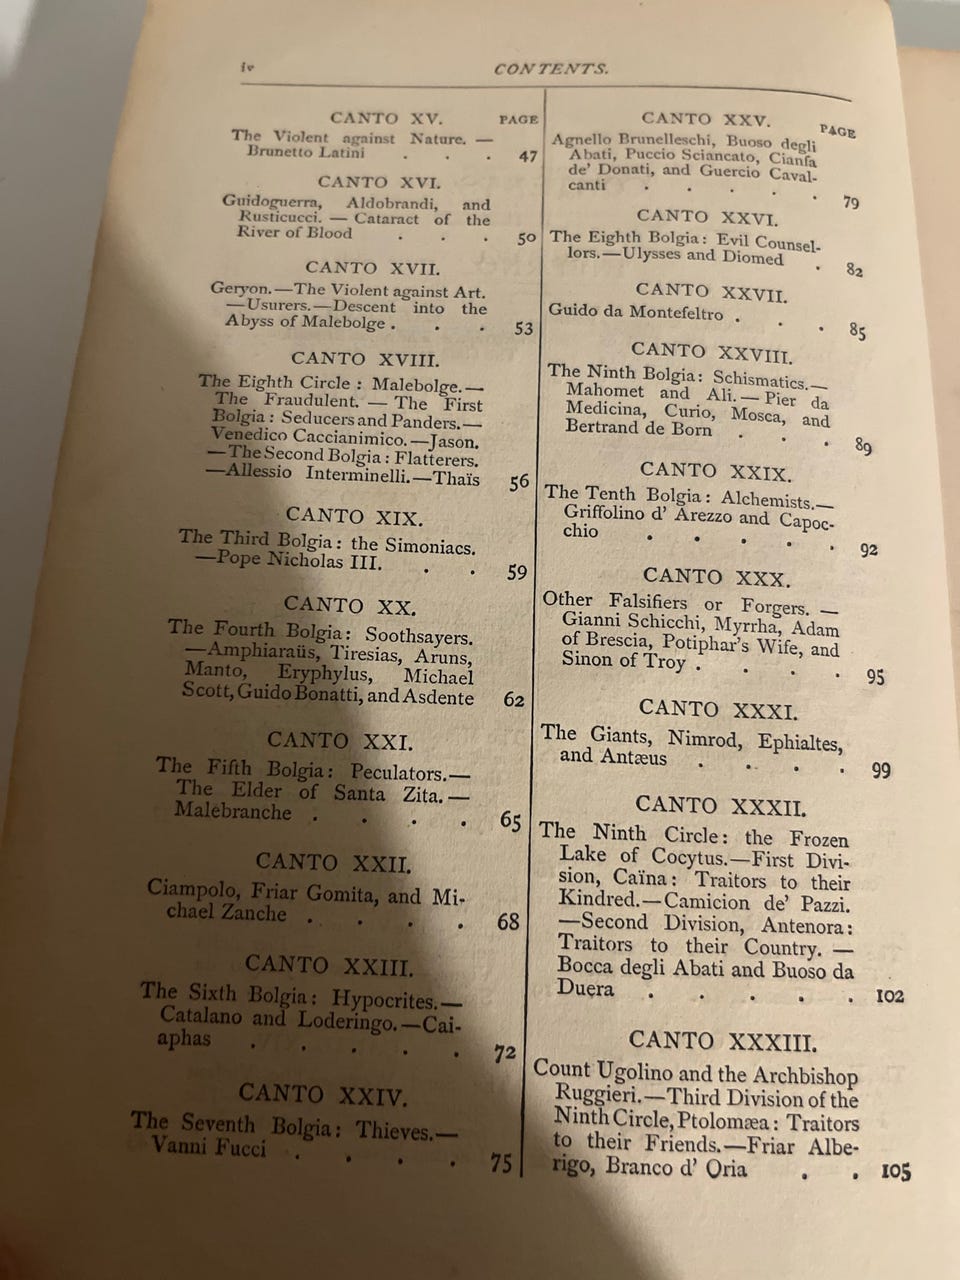 iv
CONTENTS.
CANTO XV. PAGE
The Violent against Nature. —
Brunetto Latini . . . 47
CANTO XVI.
Guidoguerra, Aldobrandi, and
Rusticucci. — Cataract of the
River of Blood . . . 50
CANTO XVII.
Geryon.—The Violent against Art.
—Usurers.—Descent into the
Abyss of Malebolge . . . 53
CANTO XVIII.
The Eighth Circle : Malebolge.—
The Fraudulent. — The First
Bolgia : Seducers and Panders.—
Venedico Caccianimico.—Jason.
—The Second Bolgia : Flatterers.
—Allessio Interminelli.—Thaïs 56
CANTO XIX.
The Third Bolgia : the Simoniacs.
—Pope Nicholas III. . . 59
CANTO XX.
The Fourth Bolgia : Soothsayers.
—Amphiaraüs, Tiresias, Aruns,
Manto, Eryphylus, Michael
Scott, Guido Bonatti, and Asdente 62
CANTO XXI.
The Fifth Bolgia : Peculators.—
The Elder of Santa Zita. —
Malebranche . . . . 65
CANTO XXII.
Ciampolo, Friar Gomita, and Mi-
chael Zanche . . . . 68
CANTO XXIII.
The Sixth Bolgia : Hypocrites.—
Catalano and Loderingo.—Cai-
aphas . . . . . 72
CANTO XXIV.
The Seventh Bolgia : Thieves.—
Vanni Fucci . . . . 75
CANTO XXV. PAGE
Agnello Brunelleschi, Buoso degli
Abati, Puccio Sciancato, Cianfa
de' Donati, and Guercio Caval-
canti . . . . . 79
CANTO XXVI.
The Eighth Bolgia : Evil Counsel-
lors.—Ulysses and Diomed . 82
CANTO XXVII.
Guido da Montefeltro . . . 85
CANTO XXVIII.
The Ninth Bolgia : Schismatics.—
Mahomet and Ali. — Pier da
Medicina, Curio, Mosca, and
Bertrand de Born . . . 89
CANTO XXIX.
The Tenth Bolgia : Alchemists.—
Griffolino d' Arezzo and Capoc-
chio . . . . . 92
CANTO XXX.
Other Falsifiers or Forgers. —
Gianni Schicchi, Myrrha, Adam
of Brescia, Potiphar's Wife, and
Sinon of Troy . . . . 95
CANTO XXXI.
The Giants, Nimrod, Ephialtes,
and Antæus . . . . 99
CANTO XXXII.
The Ninth Circle : the Frozen
Lake of Cocytus.—First Divi-
sion, Caïna : Traitors to their
Kindred.—Camicion de' Pazzi.
—Second Division, Antenora :
Traitors to their Country. —
Bocca degli Abati and Buoso da
Duera . . . . . 102
CANTO XXXIII.
Count Ugolino and the Archbishop
Ruggieri.—Third Division of the
Ninth Circle, Ptolomæa : Traitors
to their Friends.—Friar Albe-
rigo, Branco d' Oria . . 105